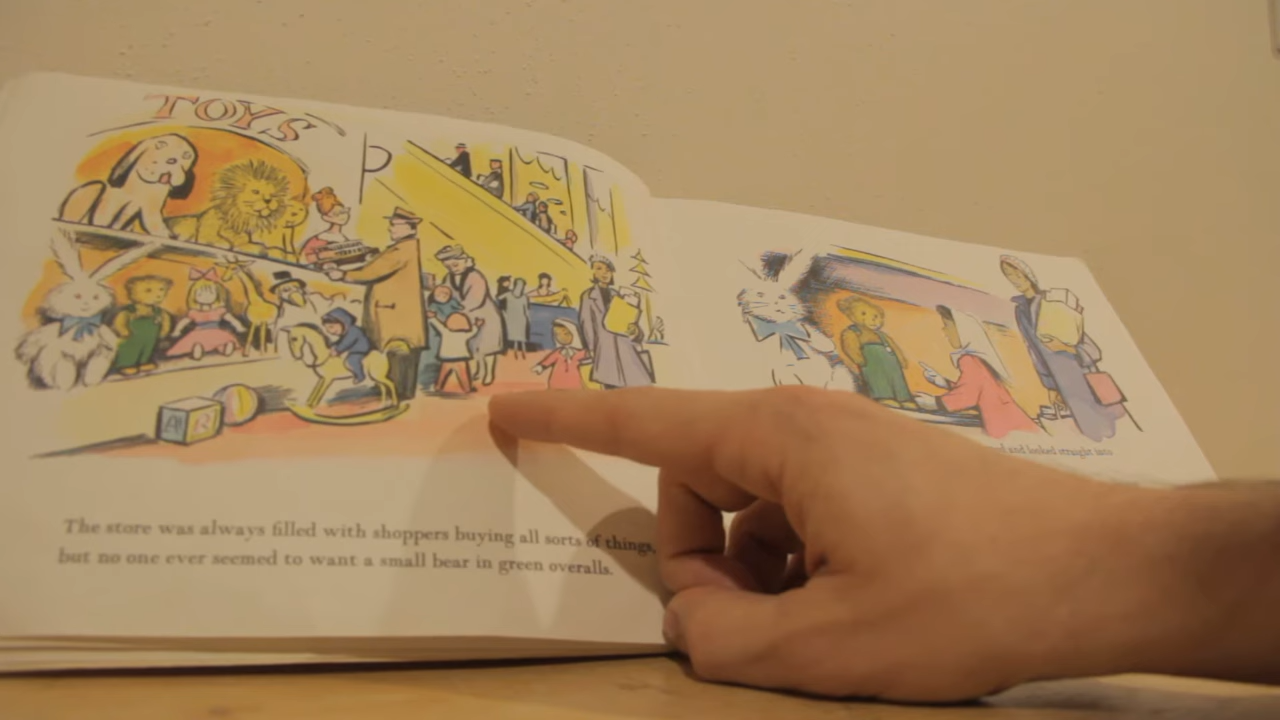 TOYS
A R
The store was always filled with shoppers buying all sorts of things,
but no one ever seemed to want a small bear in green overalls.
and looked straight into